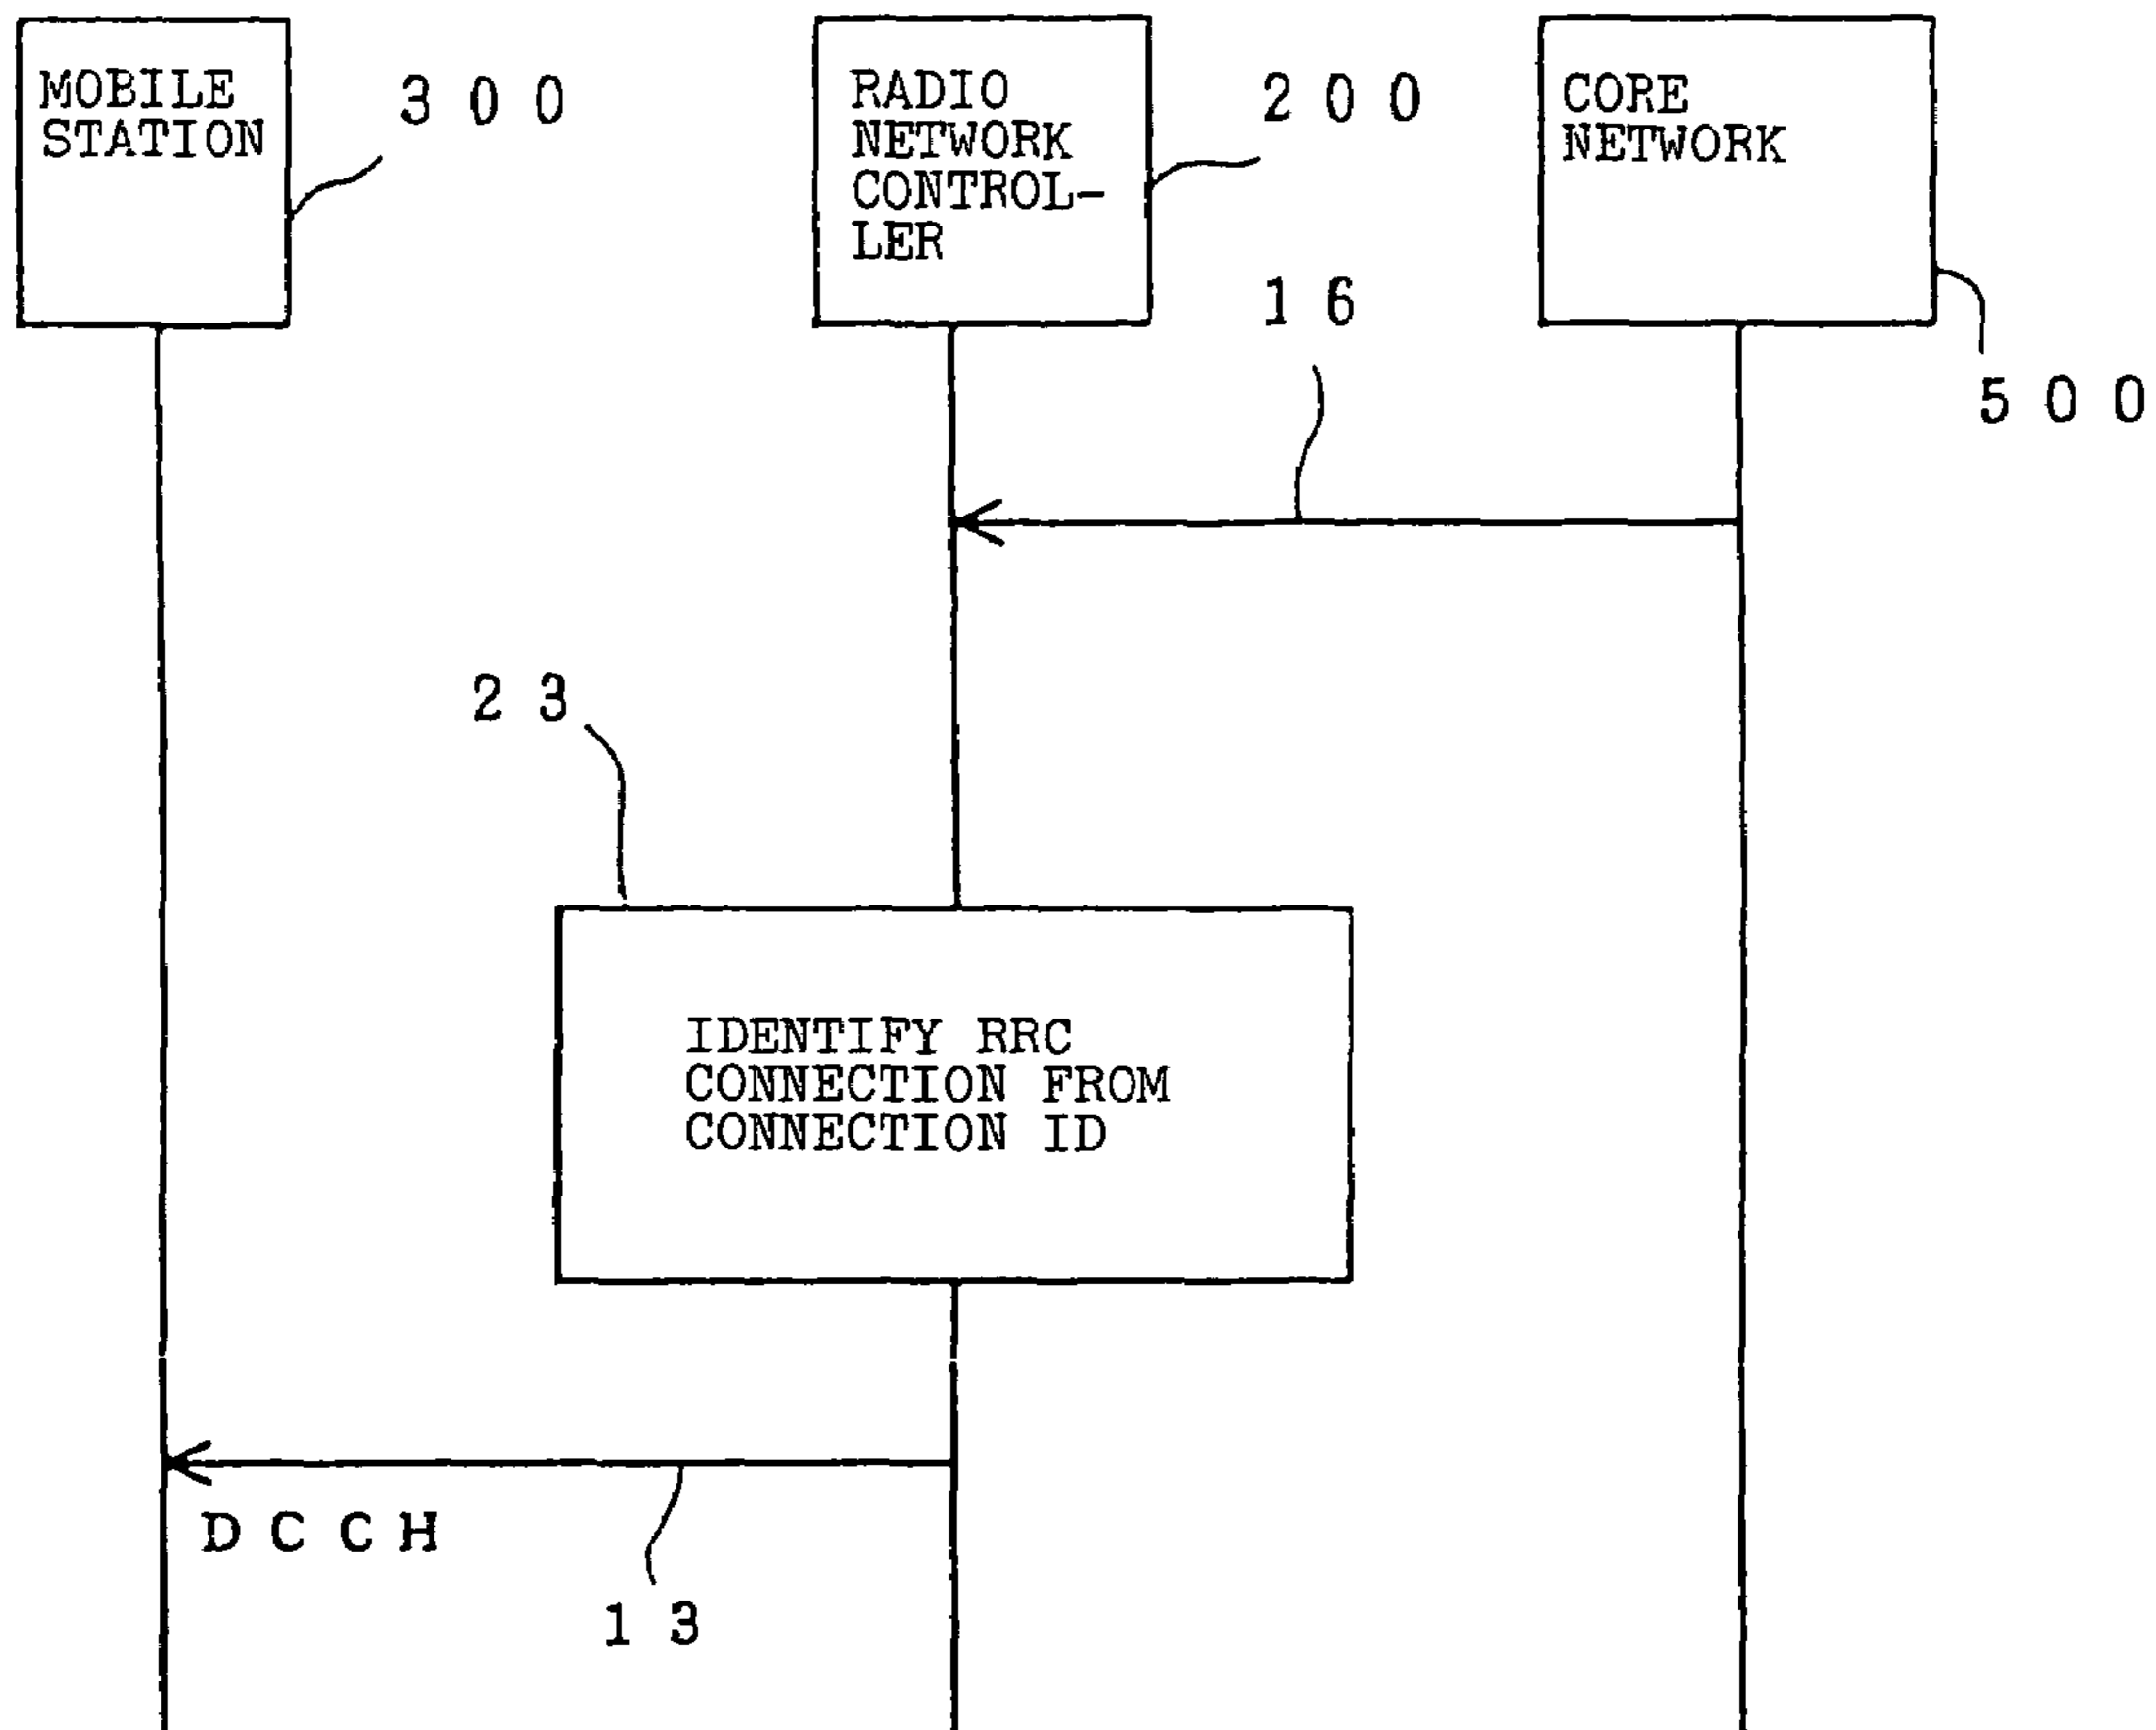 MOBILE
STATION
3 0 0
RADIO
NETWORK
CONTROL-
LER
2 0 0
CORE
NETWORK
5 0 0
1 6
2 3
IDENTIFY RRC
CONNECTION FROM
CONNECTION ID
D C C H
1 3